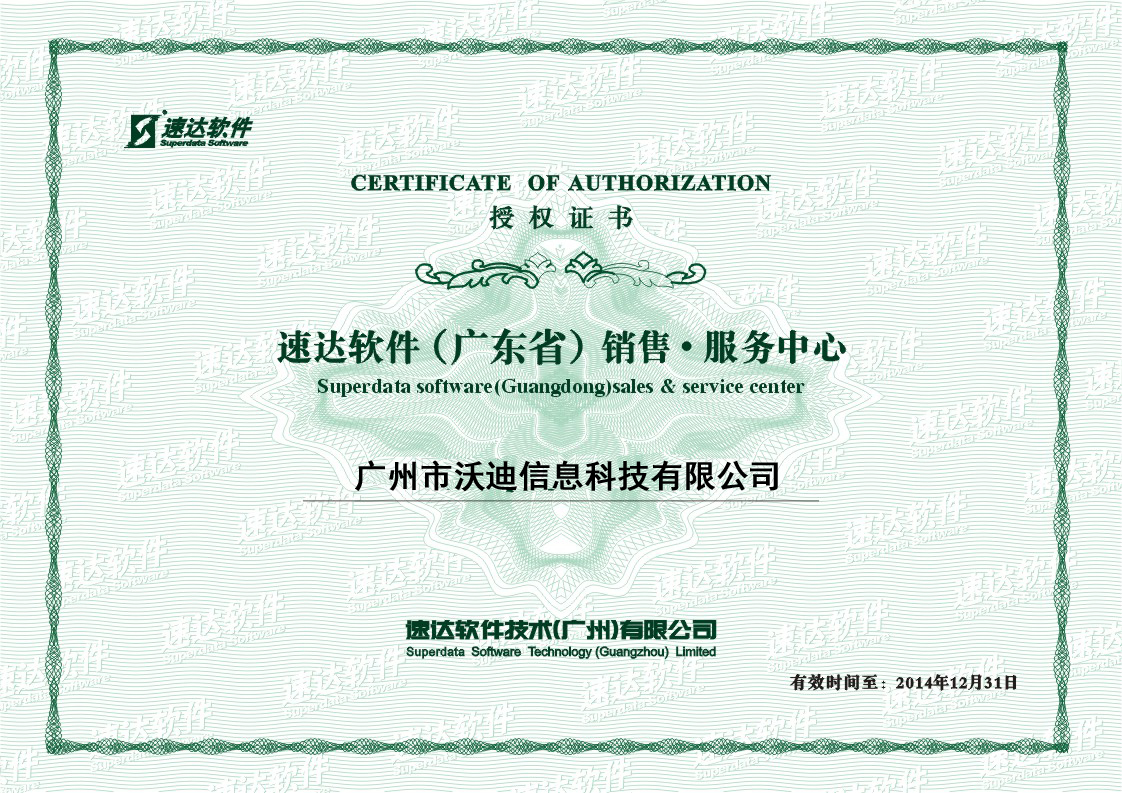 速达软件
Superdata Software
CERTIFICATE OF AUTHORIZATION
授权证书
速达软件（广东省）销售·服务中心
Superdata software(Guangdong)sales & service center
广州市沃迪信息科技有限公司
速达软件技术(广州)有限公司
Superdata Software Technology (Guangzhou) Limited
有效时间至：2014年12月31日